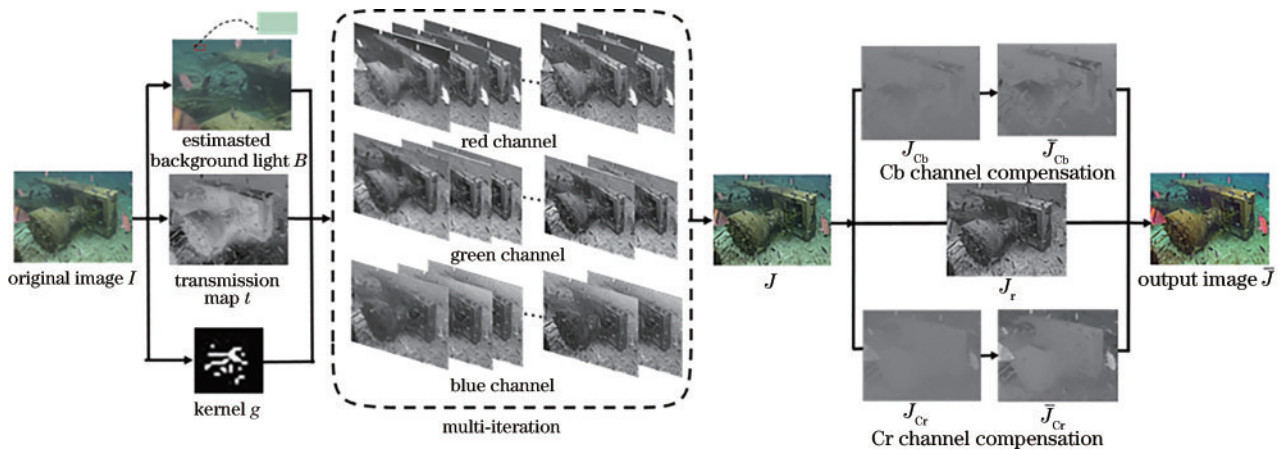 estimasted
background light B
original image I
transmission
map t
kernel g
red channel
green channel
blue channel
multi-iteration
J
J_Cb
J̄_Cb
Cb channel compensation
J_r
J_Cr
J̄_Cr
Cr channel compensation
output image J̄